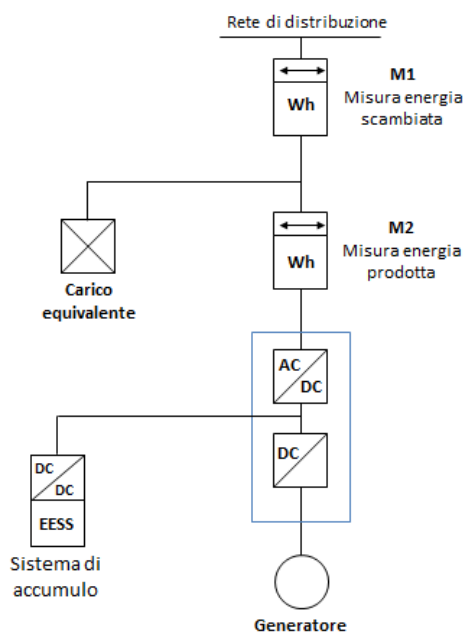 Rete di distribuzione
M1
Wh
Misura energia
scambiata
M2
Misura energia
prodotta
Wh
Carico
equivalente
AC
DC
DC
DC
DC
EESS
Sistema di
accumulo
Generatore